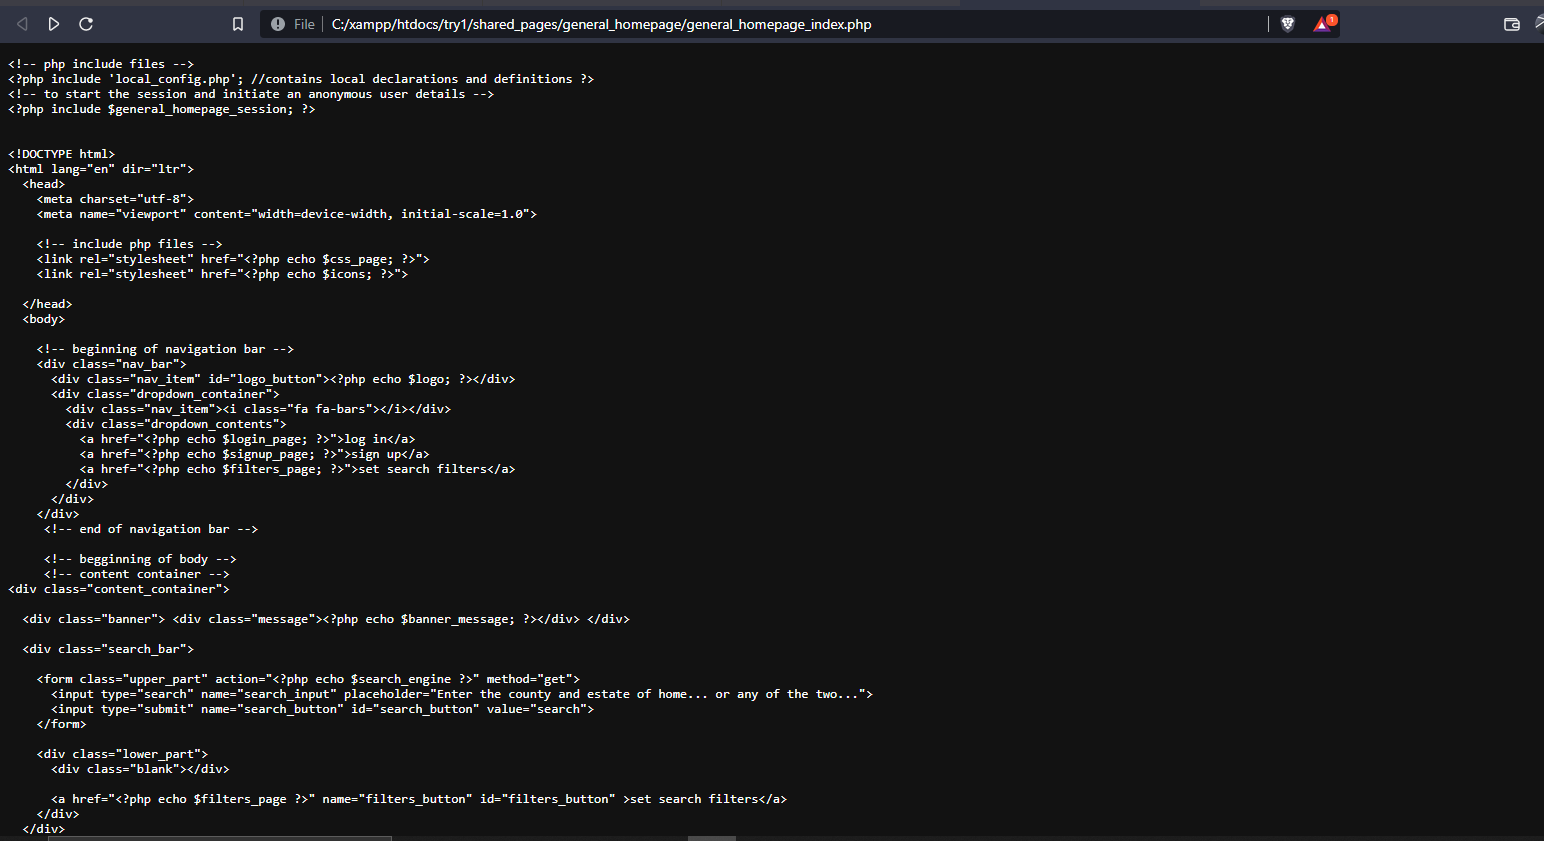 File C:/xampp/htdocs/try1/shared_pages/general_homepage/general_homepage_index.php 1
<!-- php include files -->
<?php include 'local_config.php'; //contains local declarations and definitions ?>
<!-- to start the session and initiate an anonymous user details -->
<?php include $general_homepage_session; ?>
<!DOCTYPE html>
<html lang="en" dir="ltr">
<head>
<meta charset="utf-8">
<meta name="viewport" content="width=device-width, initial-scale=1.0">
<!-- include php files -->
<link rel="stylesheet" href="<?php echo $css_page; ?>">
<link rel="stylesheet" href="<?php echo $icons; ?>">
</head>
<body>
<!-- beginning of navigation bar -->
<div class="nav_bar">
<div class="nav_item" id="logo_button"><?php echo $logo; ?></div>
<div class="dropdown_container">
<div class="nav_item"><i class="fa fa-bars"></i></div>
<div class="dropdown_contents">
<a href="<?php echo $login_page; ?>">log in</a>
<a href="<?php echo $signup_page; ?>">sign up</a>
<a href="<?php echo $filters_page; ?>">set search filters</a>
</div>
</div>
</div>
<!-- end of navigation bar -->
<!-- begginning of body -->
<!-- content container -->
<div class="content_container">
<div class="banner"> <div class="message"><?php echo $banner_message; ?></div> </div>
<div class="search_bar">
<form class="upper_part" action="<?php echo $search_engine ?>" method="get">
<input type="search" name="search_input" placeholder="Enter the county and estate of home... or any of the two...">
<input type="submit" name="search_button" id="search_button" value="search">
</form>
<div class="lower_part">
<div class="blank"></div>
<a href="<?php echo $filters_page ?>" name="filters_button" id="filters_button" >set search filters</a>
</div>
</div>